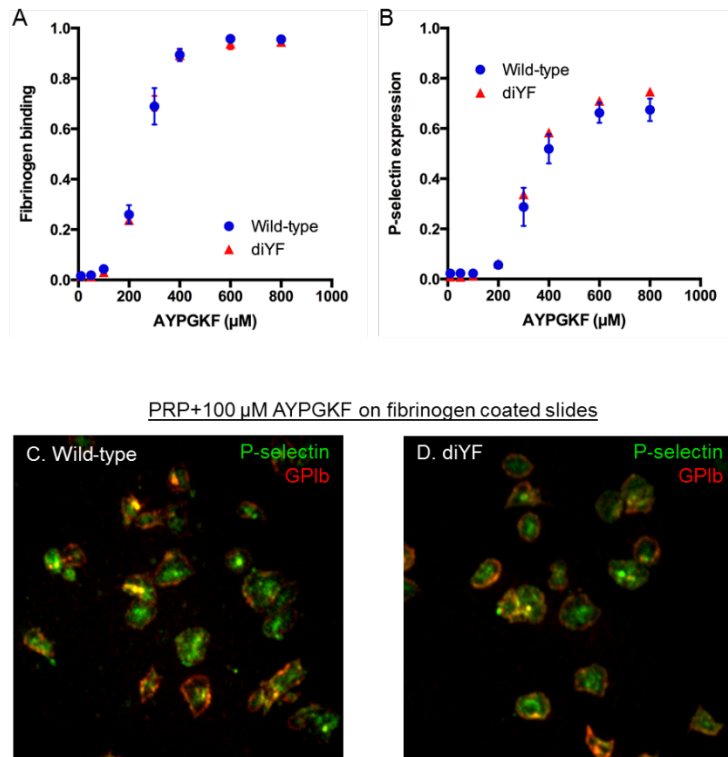 A
Fibrinogen binding
1.0
0.8
0.6
0.4
0.2
0.0
0
200
400
600
800
1000
AYPGKF (µM)
Wild-type
diYF
B
P-selectin expression
1.0
0.8
0.6
0.4
0.2
0.0
0
200
400
600
800
1000
AYPGKF (µM)
Wild-type
diYF
PRP+100 µM AYPGKF on fibrinogen coated slides
C. Wild-type
P-selectin
GPIb
D. diYF
P-selectin
GPIb